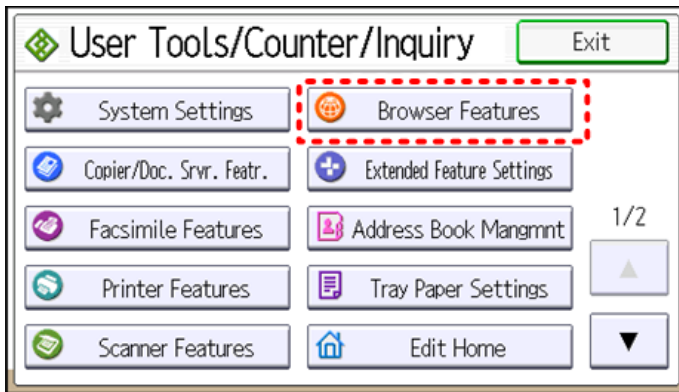 User Tools/Counter/Inquiry
Exit
System Settings
Browser Features
Copier/Doc. Srvr. Featr.
Extended Feature Settings
Facsimile Features
Address Book Mangmnt
1/2
Printer Features
Tray Paper Settings
Scanner Features
Edit Home